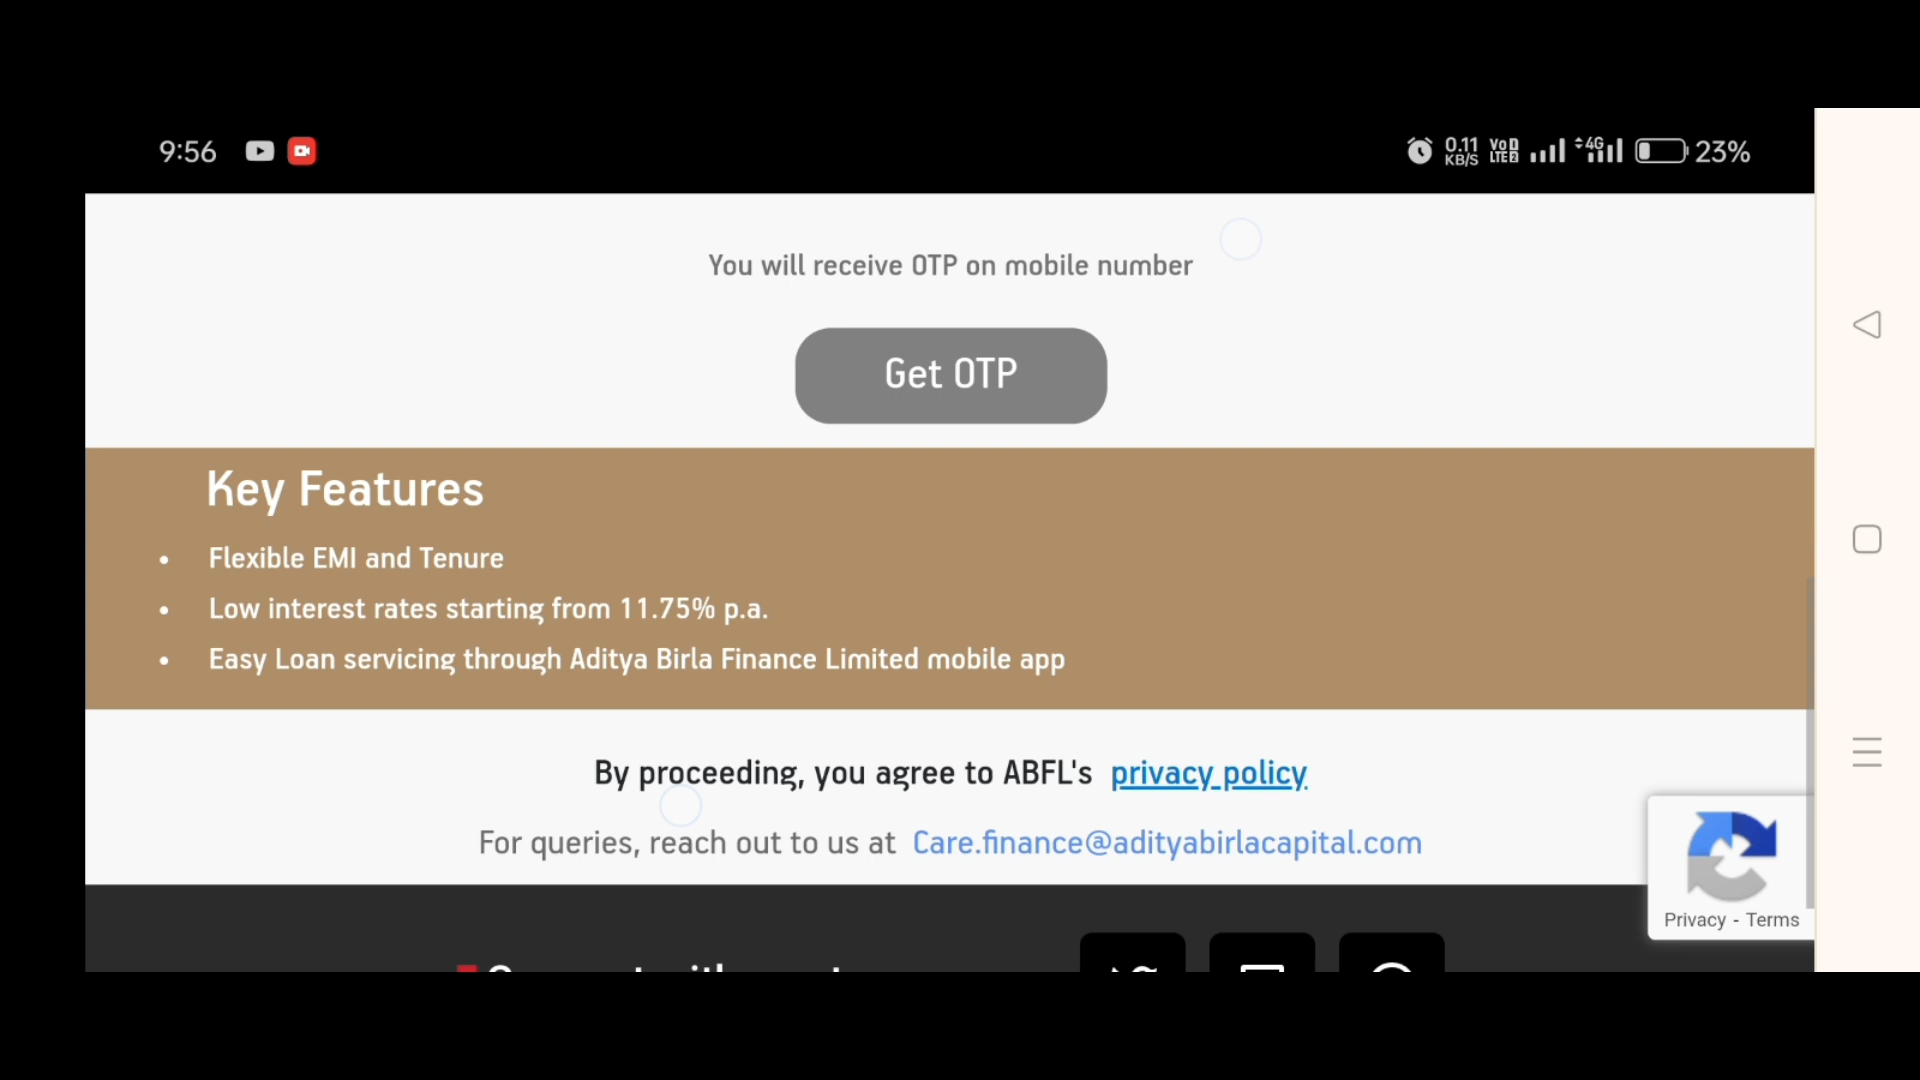 9:56
0.11 KB/S VoD LTE2 4G 23%
You will receive OTP on mobile number
Get OTP
Key Features
• Flexible EMI and Tenure
• Low interest rates starting from 11.75% p.a.
• Easy Loan servicing through Aditya Birla Finance Limited mobile app
By proceeding, you agree to ABFL's privacy policy
For queries, reach out to us at Care.finance@adityabirlacapital.com
Privacy - Terms